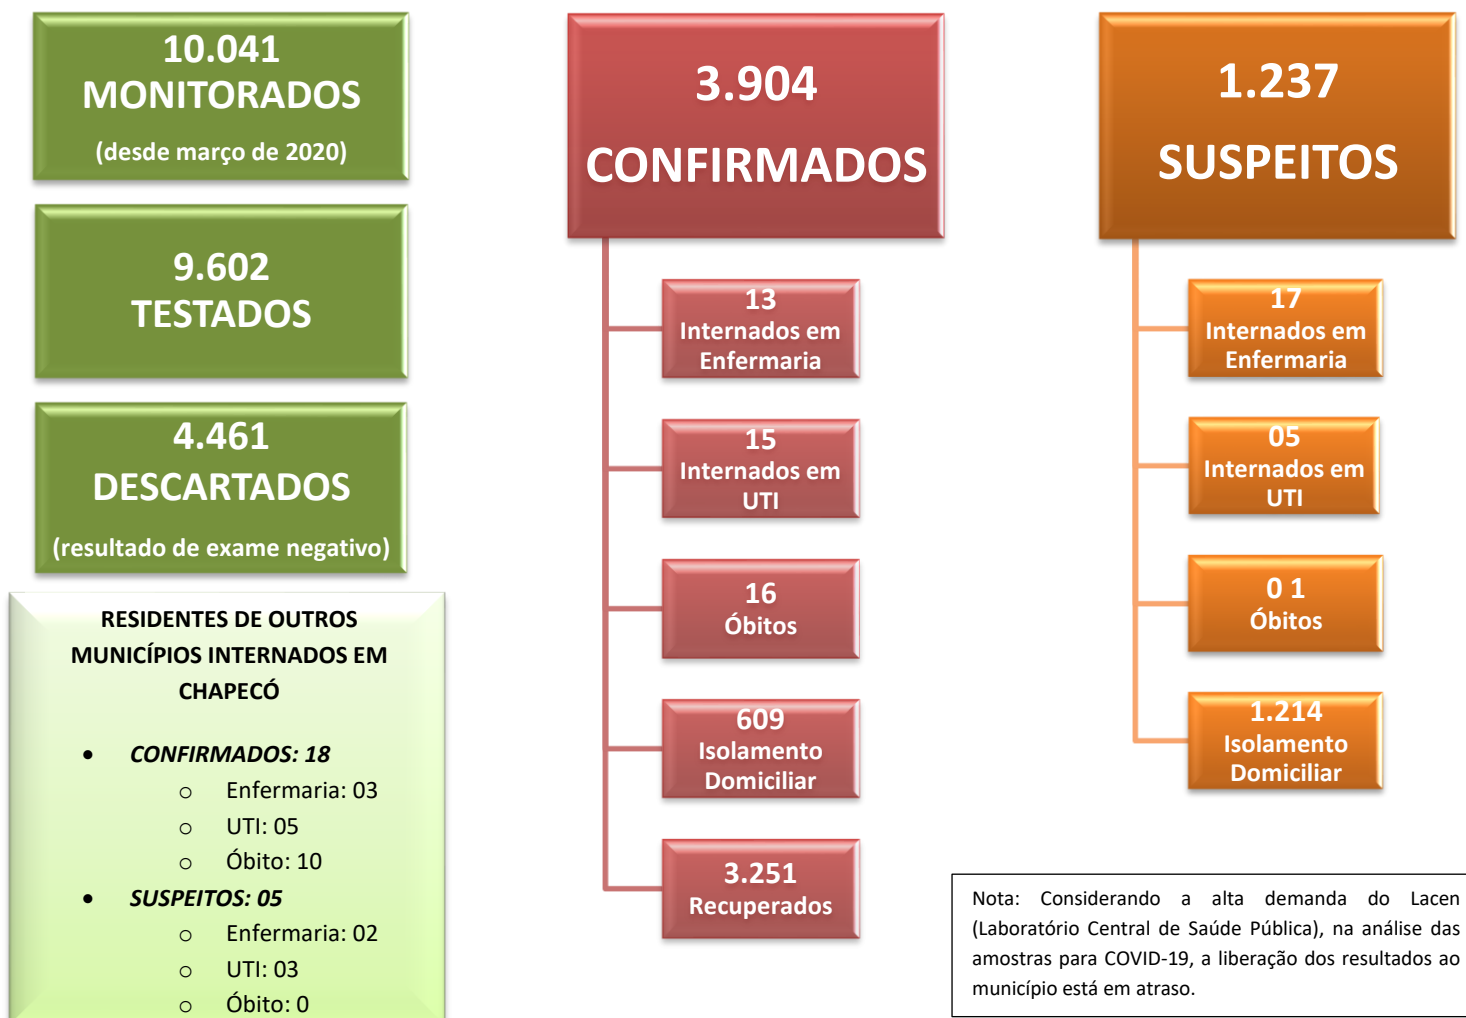 10.041
MONITORADOS
(desde março de 2020)
9.602
TESTADOS
4.461
DESCARTADOS
(resultado de exame negativo)
RESIDENTES DE OUTROS
MUNICÍPIOS INTERNADOS EM
CHAPECÓ
• CONFIRMADOS: 18
o Enfermaria: 03
o UTI: 05
o Óbito: 10
• SUSPEITOS: 05
o Enfermaria: 02
o UTI: 03
o Óbito: 0
3.904
CONFIRMADOS
13
Internados em
Enfermaria
15
Internados em
UTI
16
Óbitos
609
Isolamento
Domiciliar
3.251
Recuperados
1.237
SUSPEITOS
17
Internados em
Enfermaria
05
Internados em
UTI
0 1
Óbitos
1.214
Isolamento
Domiciliar
Nota: Considerando a alta demanda do Lacen
(Laboratório Central de Saúde Pública), na análise das
amostras para COVID-19, a liberação dos resultados ao
município está em atraso.